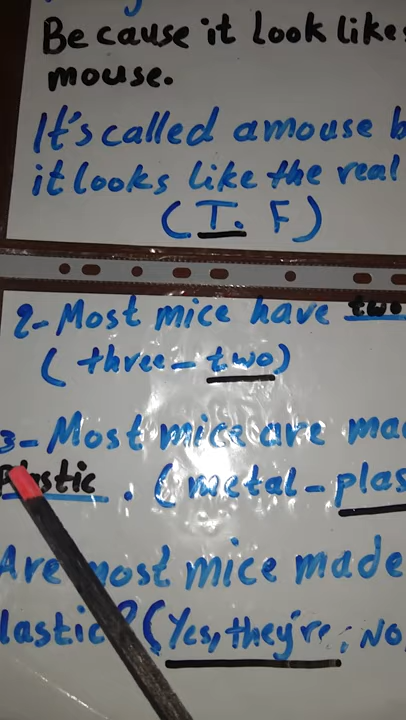 Because it look likes
mouse.
It's called a mouse b
it looks like the real
(T. F)
2- Most mice have two
( three - two)
3- Most mice are ma
Plastic . (metal - plas
Are most mice made
lastic? (Yes, they're, No,